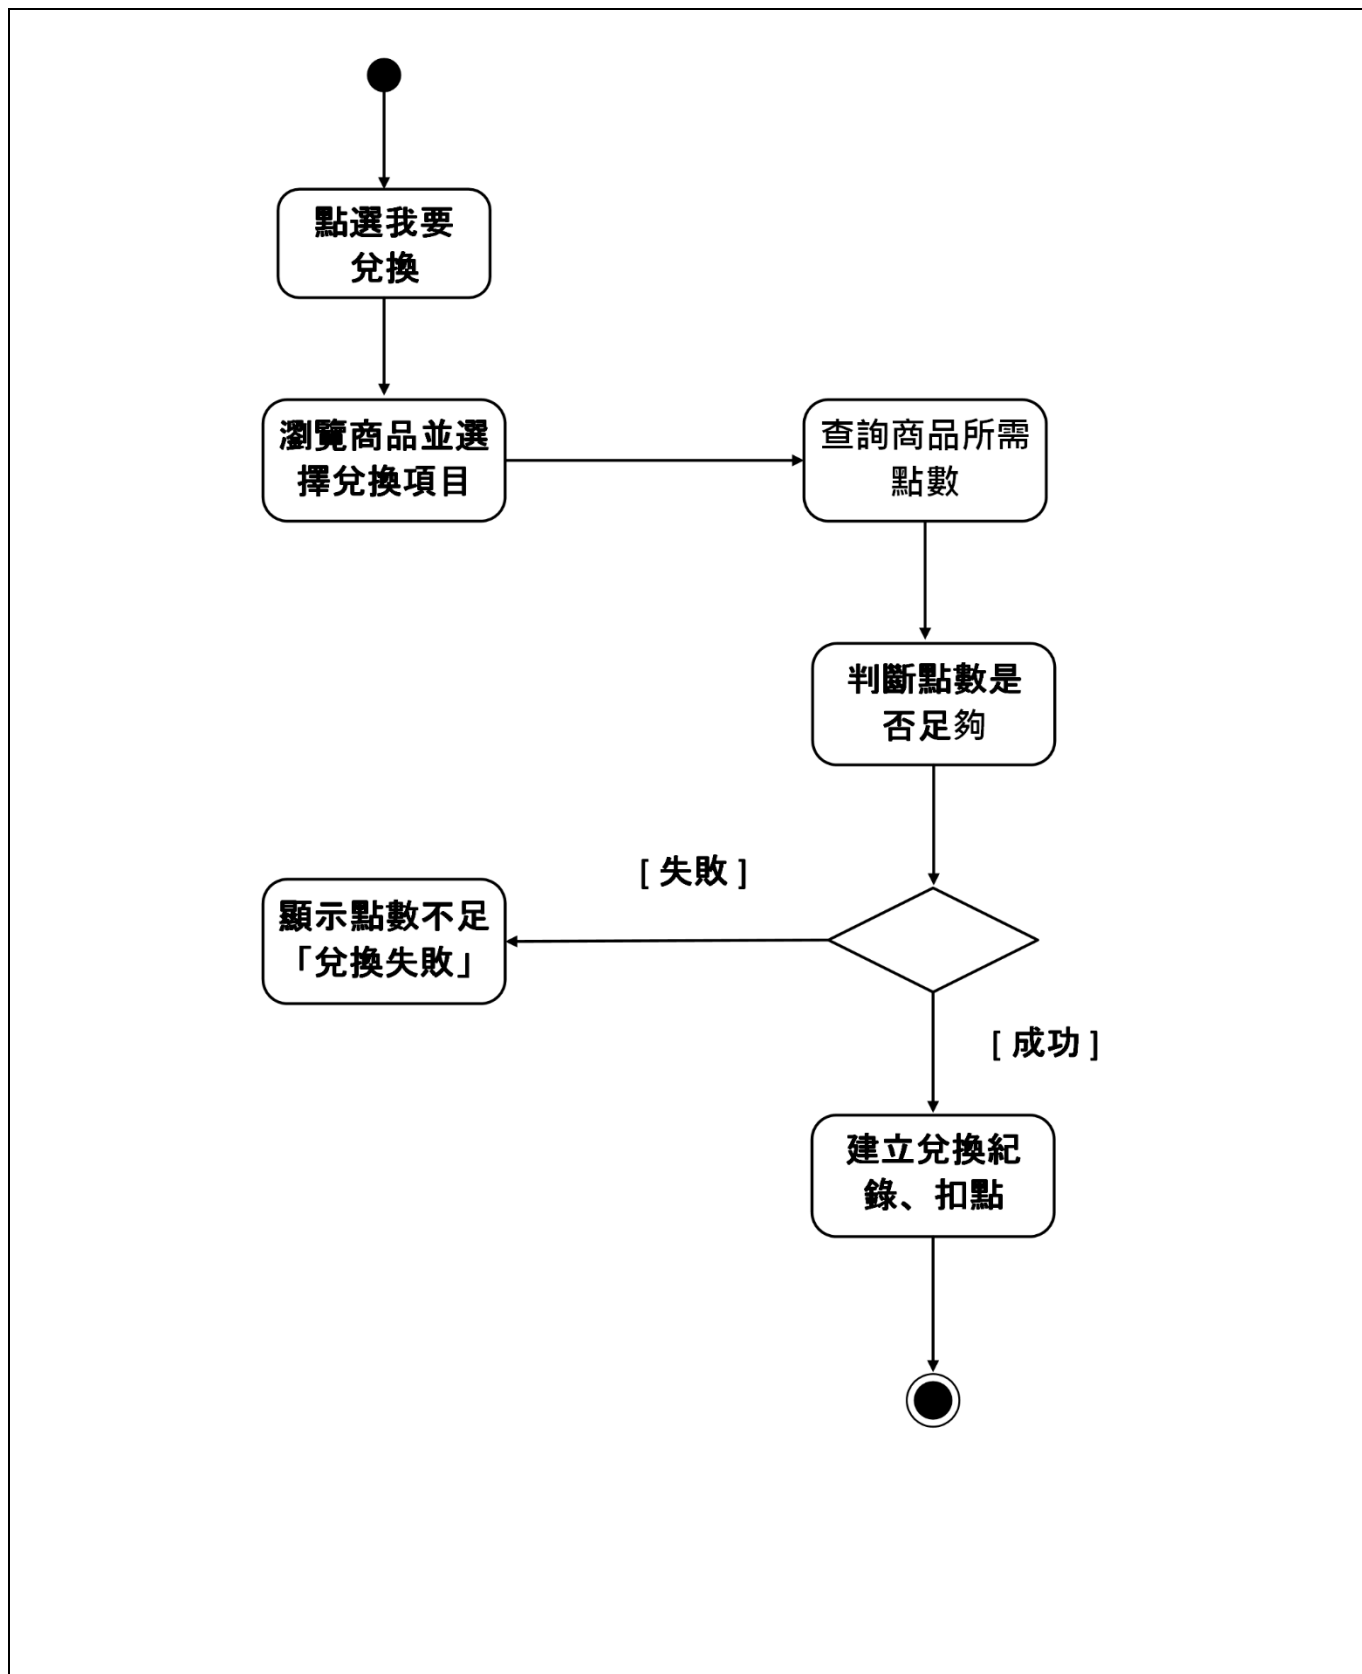 點選我要
兌換
瀏覽商品並選
擇兌換項目
查詢商品所需
點數
判斷點數是
否足夠
[ 失敗 ]
顯示點數不足
「兌換失敗」
[ 成功 ]
建立兌換紀
錄、扣點